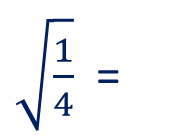 √(1/4) =